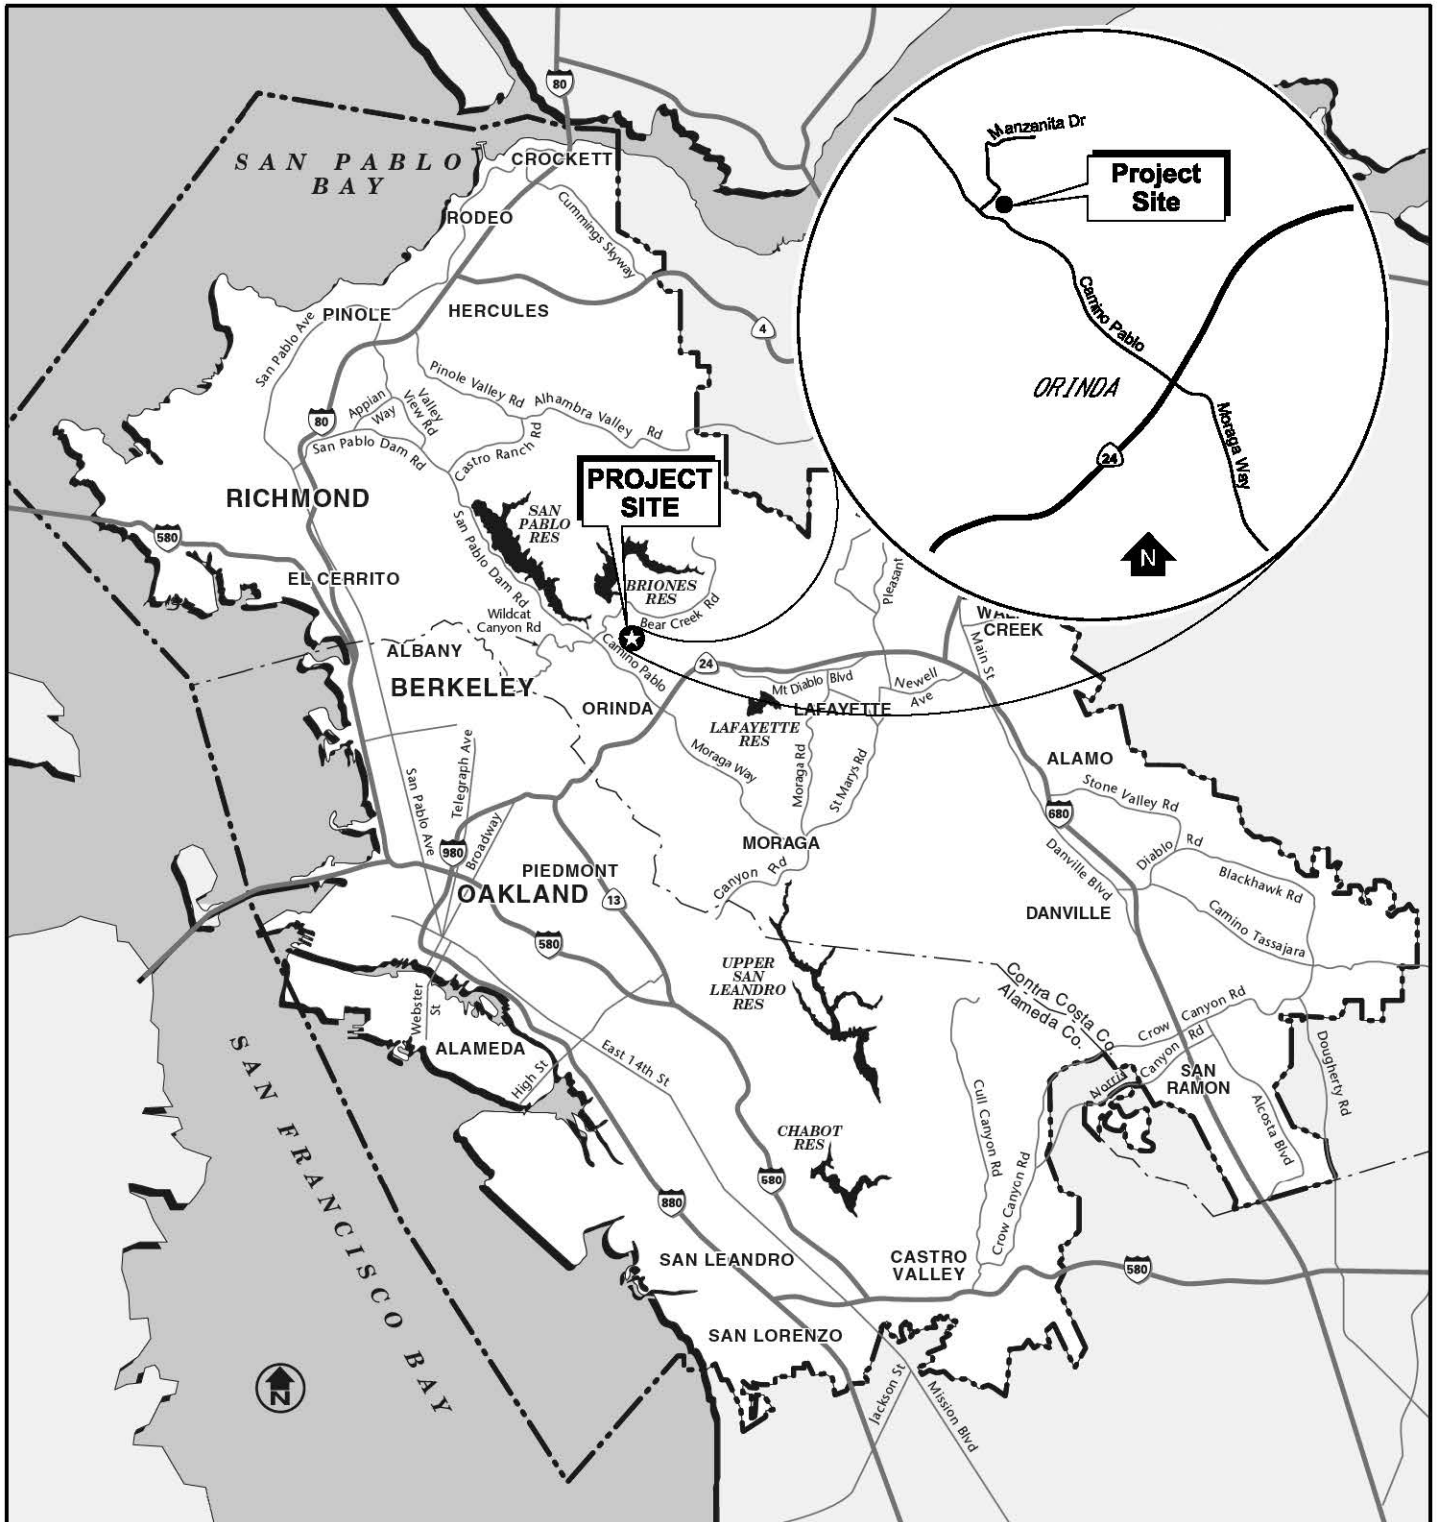 80
SAN PABLO
BAY
CROCKETT
RODEO
Cummings Skyway
PINOLE
HERCULES
San Pablo Ave
4
80
Appian
Way
Valley
View Rd
Pinole Valley Rd
Alhambra Valley Rd
San Pablo Dam Rd
Castro Ranch Rd
RICHMOND
PROJECT
SITE
SAN
PABLO
RES
San Pablo Dam Rd
580
EL CERRITO
BRIONES
RES
Bear Creek Rd
Wildcat
Canyon Rd
Pleasant
ALBANY
BERKELEY
Camino Pablo
24
ORINDA
Mt Diablo Blvd
Newell
Ave
Main St
CREEK
LAFAYETTE
LAFAYETTE
RES
Moraga Way
Moraga Rd
St Marys Rd
San Pablo Ave
Telegraph Ave
Broadway
980
ALAMO
Stone Valley Rd
680
MORAGA
Canyon Rd
PIEDMONT
OAKLAND
13
Danville Blvd
Diablo Rd
Blackhawk Rd
DANVILLE
Camino Tassajara
580
UPPER
SAN
LEANDRO
RES
Contra Costa Co.
Alameda Co.
Crow Canyon Rd
Norris Canyon Rd
SAN
RAMON
Dougherty Rd
Alcosta Blvd
Webster
St
ALAMEDA
High St
East 14th St
Cull Canyon Rd
Crow Canyon Rd
CHABOT
RES
580
880
SAN LEANDRO
CASTRO
VALLEY
580
SAN LORENZO
Jackson St
Mission Blvd
SAN FRANCISCO BAY
N
Manzanita Dr
Project
Site
Camino Pablo
ORINDA
Moraga Way
24
N